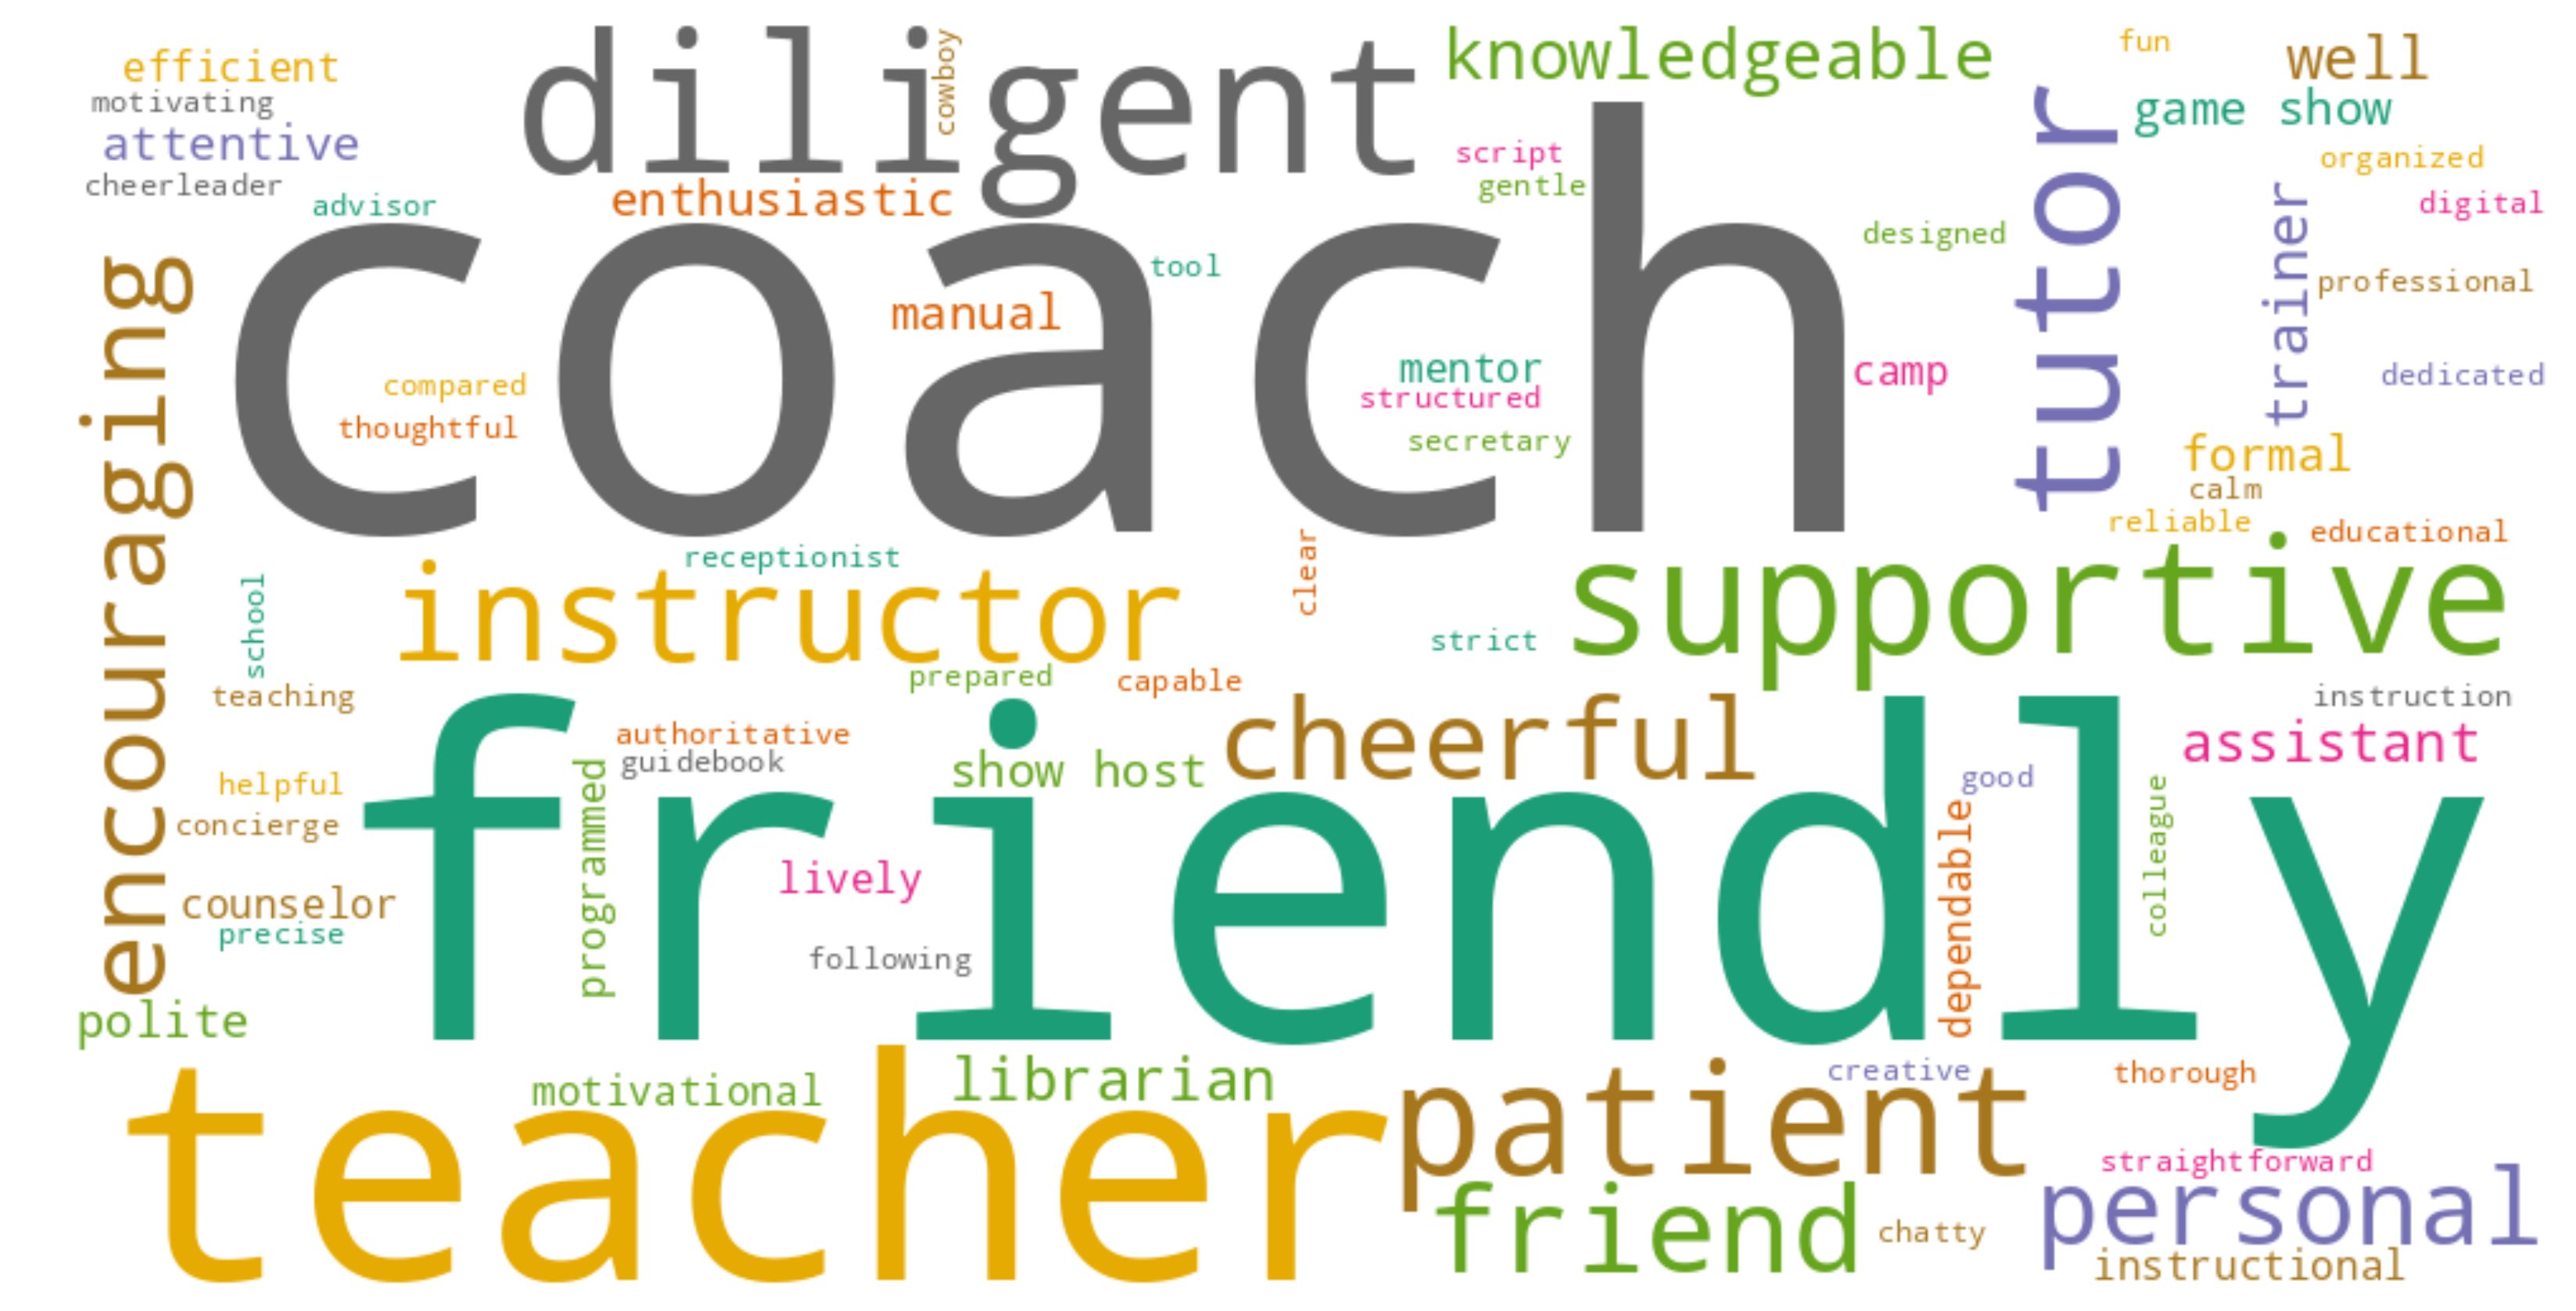 efficient
motivating
attentive
cheerleader
advisor
diligent
cowboy
enthusiastic
knowledgeable
script
gentle
fun
well
game show
organized
digital
designed
tutor
trainer
professional
dedicated
coach
tool
manual
compared
thoughtful
mentor
structured
secretary
camp
formal
calm
reliable
educational
encouraging
receptionist
instructor
clear
school
strict
supportive
teaching
prepared
capable
instruction
authoritative
guidebook
show host
cheerful
assistant
good
helpful
concierge
programmed
friendly
lively
dependable
colleague
counselor
precise
following
polite
motivational
librarian
creative
thorough
teacher
patient
straightforward
friend
chatty
personal
instructional